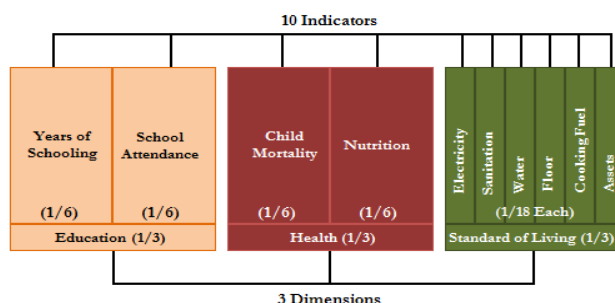 10 Indicators
Years of
Schooling
(1/6)
School
Attendance
(1/6)
Education (1/3)
Child
Mortality
(1/6)
Nutrition
(1/6)
Health (1/3)
Electricity
Sanitation
Water
Floor
Cooking Fuel
Assets
(1/18 Each)
Standard of Living (1/3)
3 Dimensions